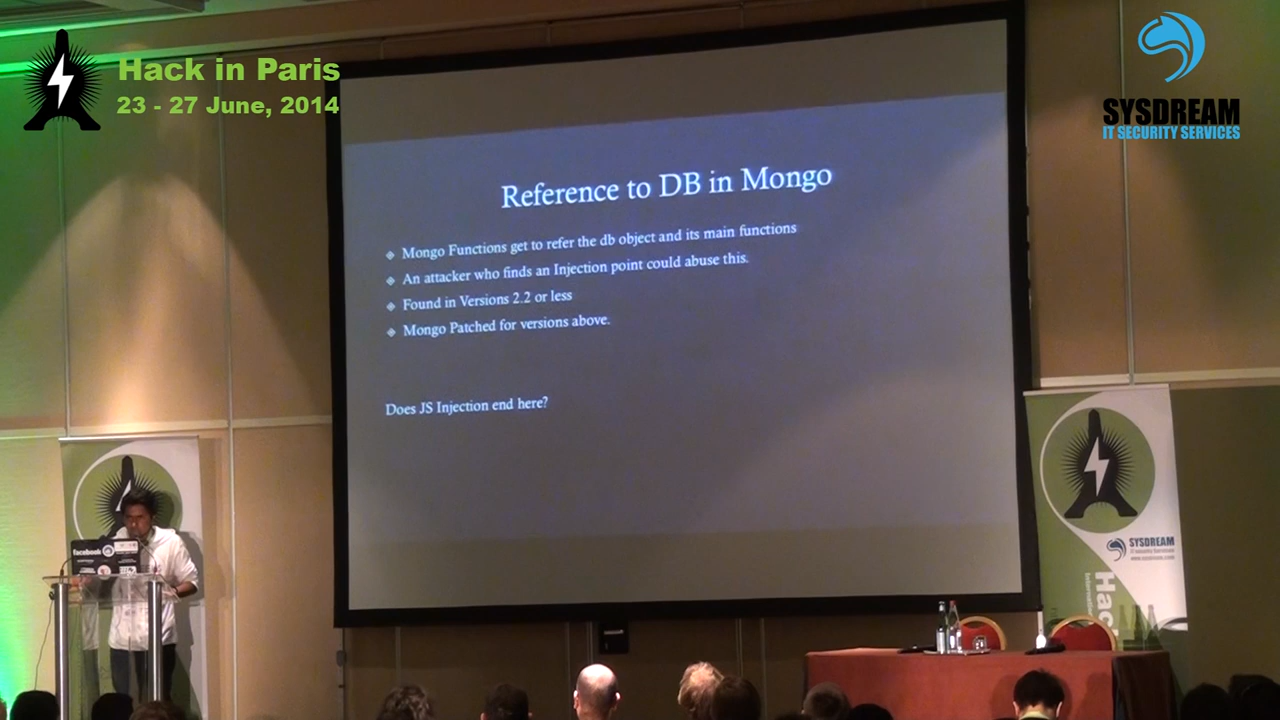 Hack in Paris
23 - 27 June, 2014
SYSDREAM
IT SECURITY SERVICES
Reference to DB in Mongo
Mongo Functions get to refer the db object and its main functions
An attacker who finds an Injection point could abuse this.
Found in Versions 2.2 or less
Mongo Patched for versions above.
Does JS Injection end here?
facebook
SYSDREAM
Hac